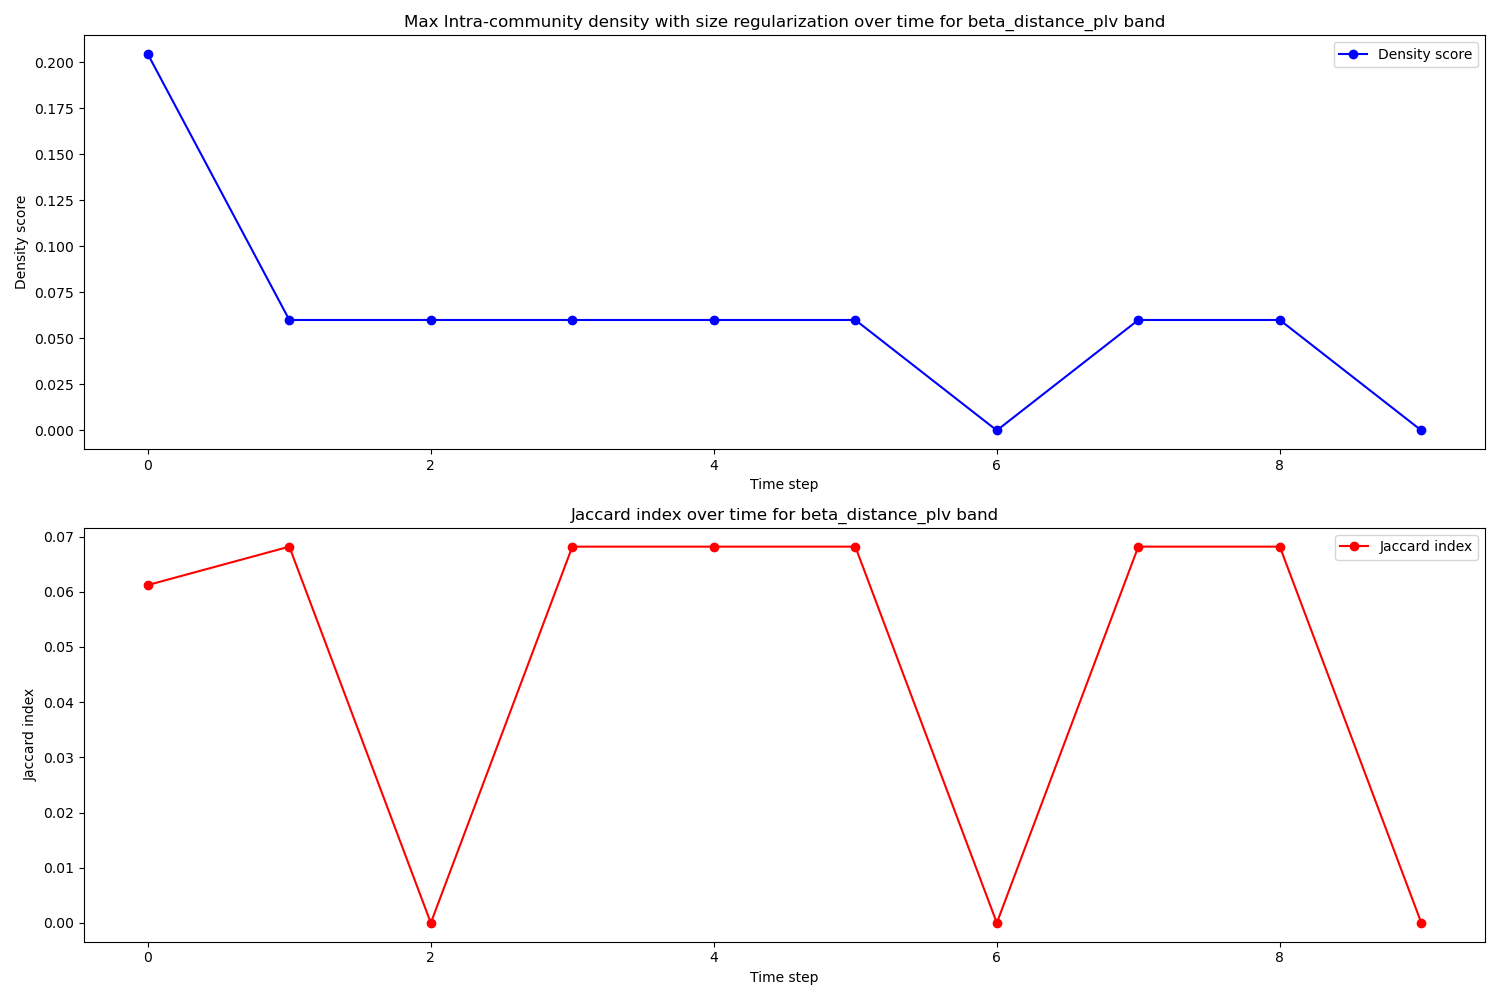 Max Intra-community density with size regularization over time for beta_distance_plv band
Density score
0.200
0.175
0.150
0.125
0.100
0.075
0.050
0.025
0.000
Density score
0 2 4 6 8
Time step
Jaccard index over time for beta_distance_plv band
Jaccard index
0.07
0.06
0.05
0.04
0.03
0.02
0.01
0.00
Jaccard index
0 2 4 6 8
Time step